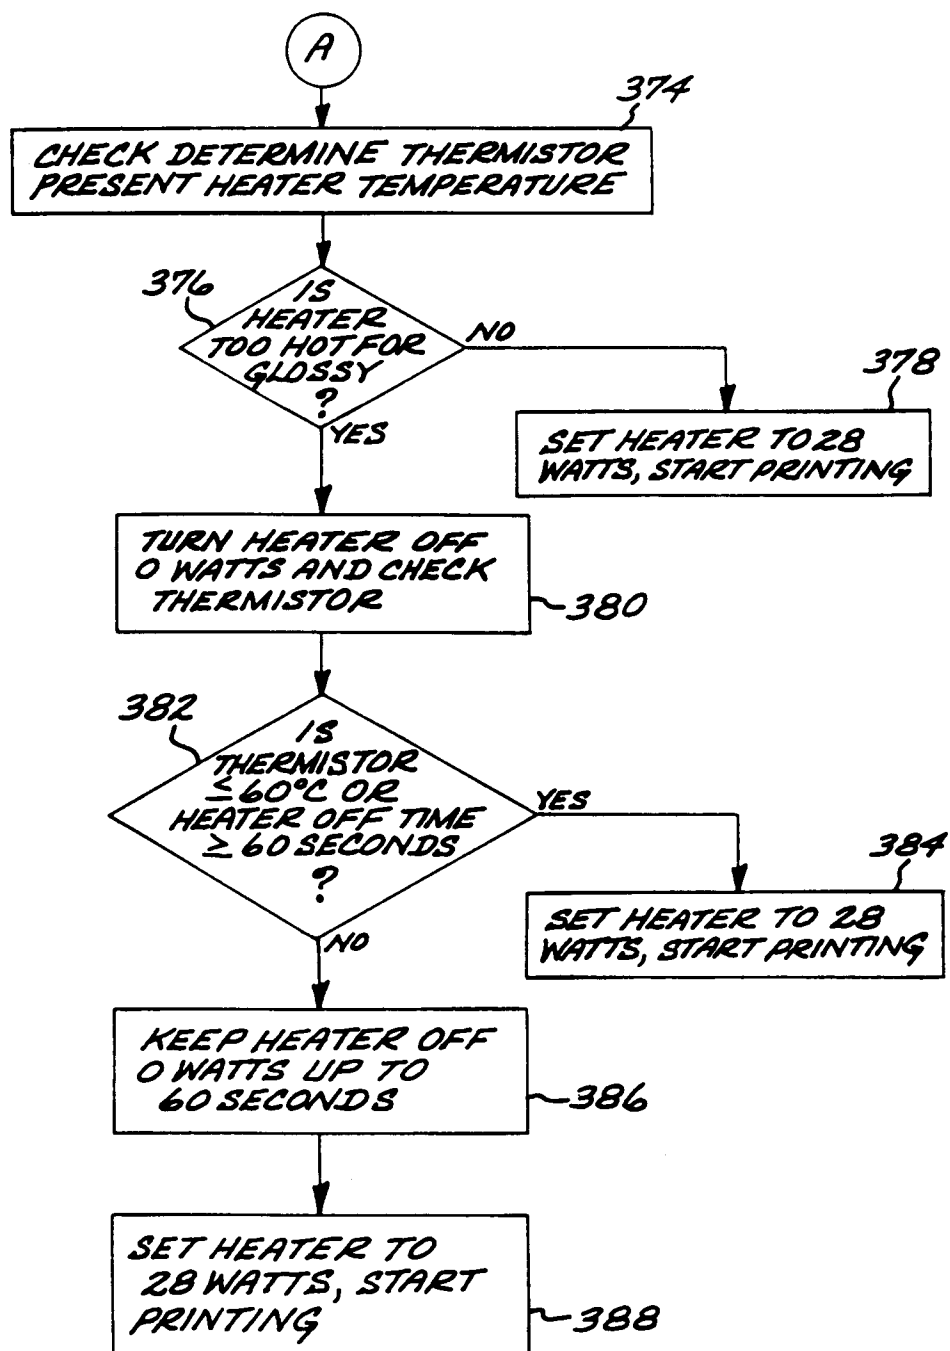 A
374
CHECK DETERMINE THERMISTOR
PRESENT HEATER TEMPERATURE
376
IS
HEATER
TOO HOT FOR
GLOSSY
?
NO
YES
378
SET HEATER TO 28
WATTS, START PRINTING
TURN HEATER OFF
0 WATTS AND CHECK
THERMISTOR
380
382
IS
THERMISTOR
≤60°C OR
HEATER OFF TIME
≥ 60 SECONDS
?
YES
NO
384
SET HEATER TO 28
WATTS, START PRINTING
KEEP HEATER OFF
0 WATTS UP TO
60 SECONDS
386
SET HEATER TO
28 WATTS, START
PRINTING
388